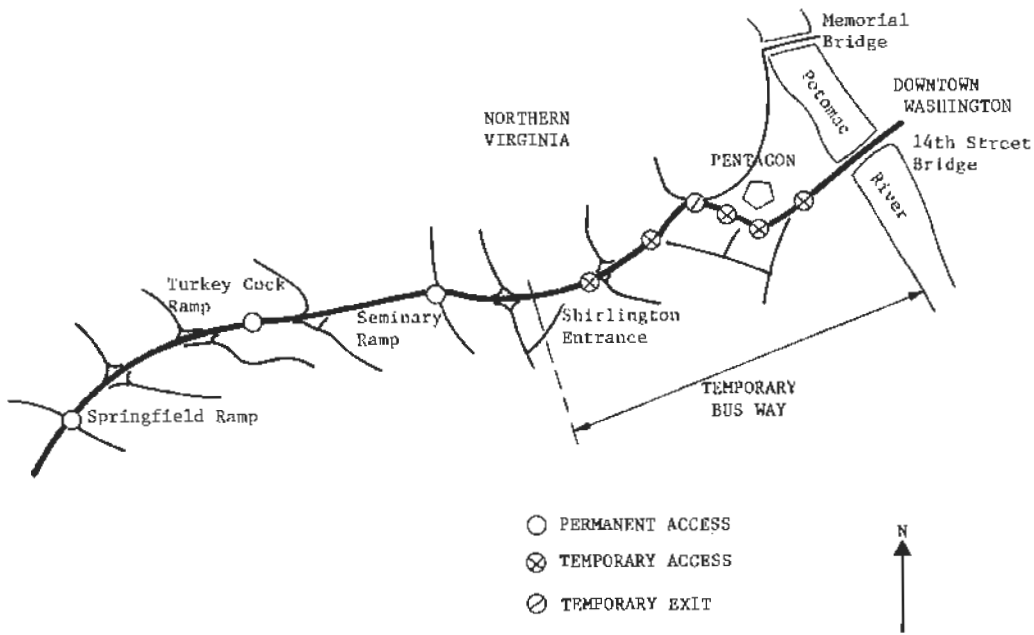 Memorial
Bridge
Potomac
DOWNTOWN
WASHINGTON
NORTHERN
VIRGINIA
14th Street
Bridge
PENTAGON
River
Turkey Cock
Ramp
Seminary
Ramp
Shirlington
Entrance
TEMPORARY
BUS WAY
Springfield Ramp
PERMANENT ACCESS
N
TEMPORARY ACCESS
TEMPORARY EXIT